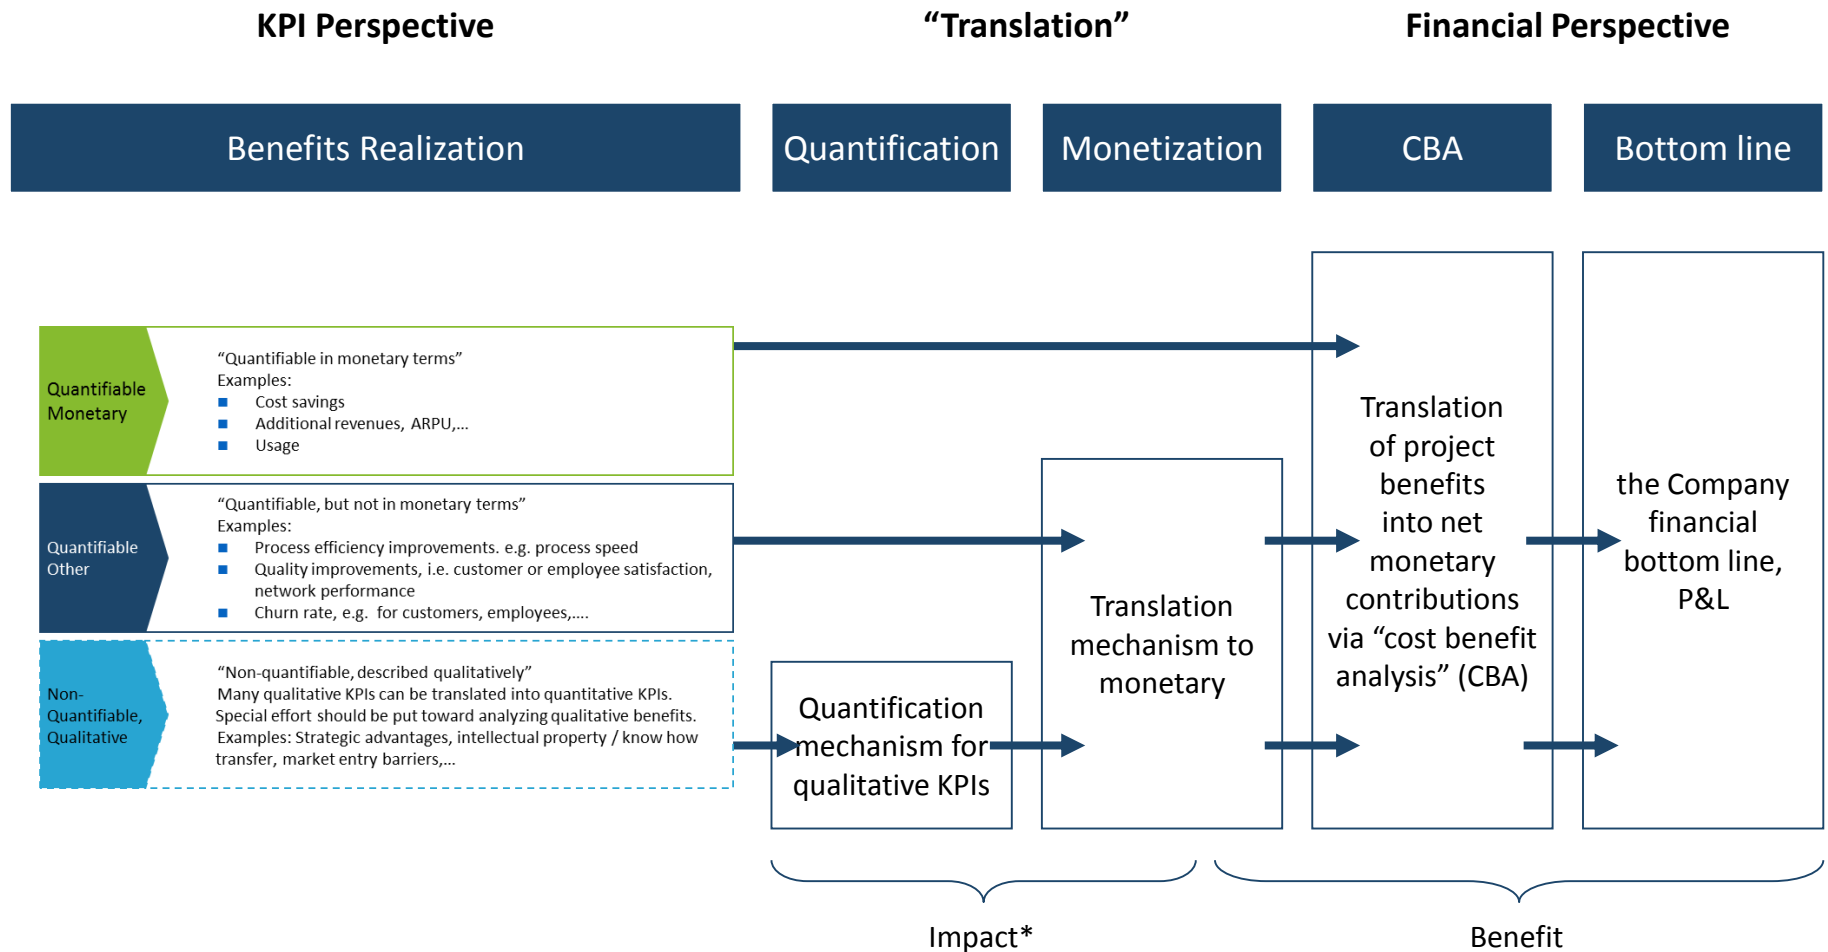 KPI Perspective
“Translation”
Financial Perspective
Benefits Realization
Quantification
Monetization
CBA
Bottom line
Quantifiable
Monetary
“Quantifiable in monetary terms”
Examples:
Cost savings
Additional revenues, ARPU,...
Usage
Quantifiable
Other
“Quantifiable, but not in monetary terms”
Examples:
Process efficiency improvements. e.g. process speed
Quality improvements, i.e. customer or employee satisfaction,
network performance
Churn rate, e.g. for customers, employees,....
Non-
Quantifiable,
Qualitative
“Non-quantifiable, described qualitatively”
Many qualitative KPIs can be translated into quantitative KPIs.
Special effort should be put toward analyzing qualitative benefits.
Examples: Strategic advantages, intellectual property / know how
transfer, market entry barriers,...
Quantification
mechanism for
qualitative KPIs
Translation
mechanism to
monetary
Translation
of project
benefits
into net
monetary
contributions
via “cost benefit
analysis” (CBA)
the Company
financial
bottom line,
P&L
Impact*
Benefit